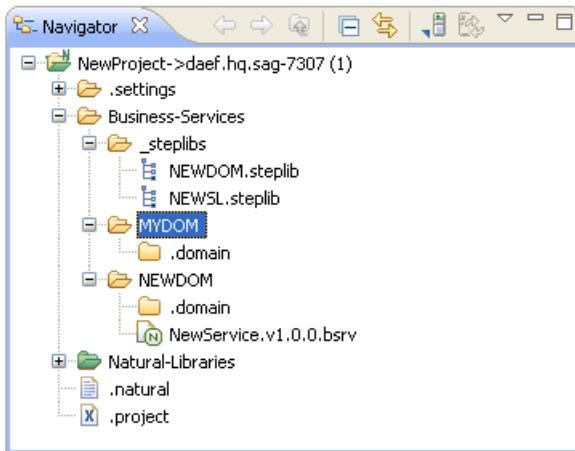 Navigator
NewProject->daef.hq.sag-7307 (1)
.settings
Business-Services
_steplibs
NEWDOM.steplib
NEWSL.steplib
MYDOM
.domain
NEWDOM
.domain
NewService.v1.0.0.bsrv
Natural-Libraries
.natural
.project